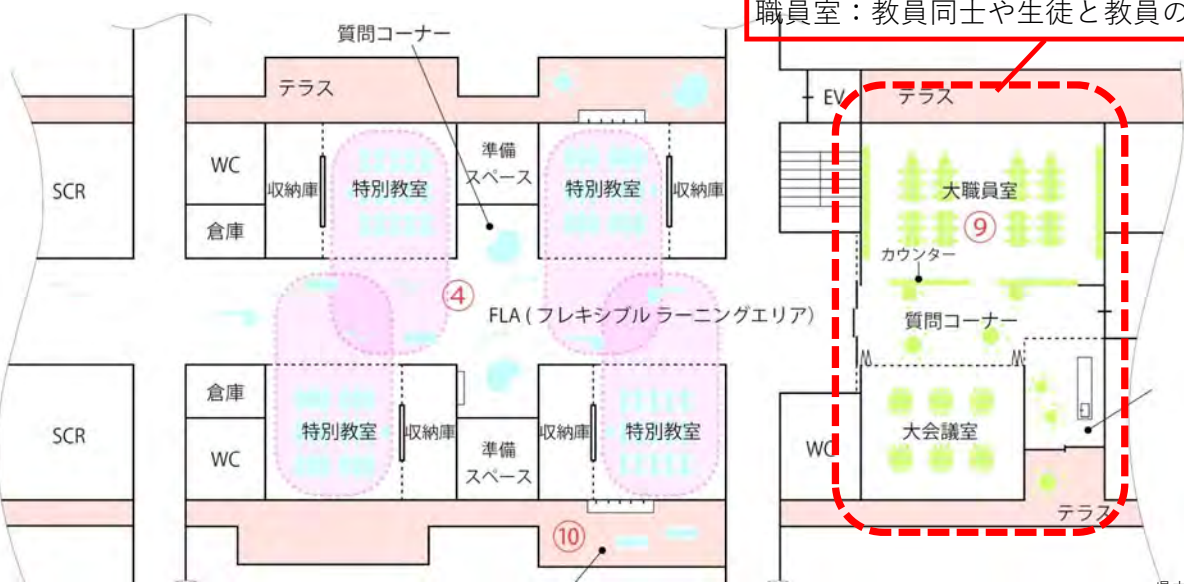 職員室：教員同士や生徒と教員の
質問コーナー
テラス
EV
テラス
SCR
WC
収納庫
特別教室
準備
スペース
特別教室
収納庫
倉庫
大職員室
⑨
カウンター
④
FLA ( フレキシブル ラーニングエリア）
質問コーナー
倉庫
SCR
WC
特別教室
収納庫
準備
スペース
収納庫
特別教室
WC
大会議室
テラス
⑩